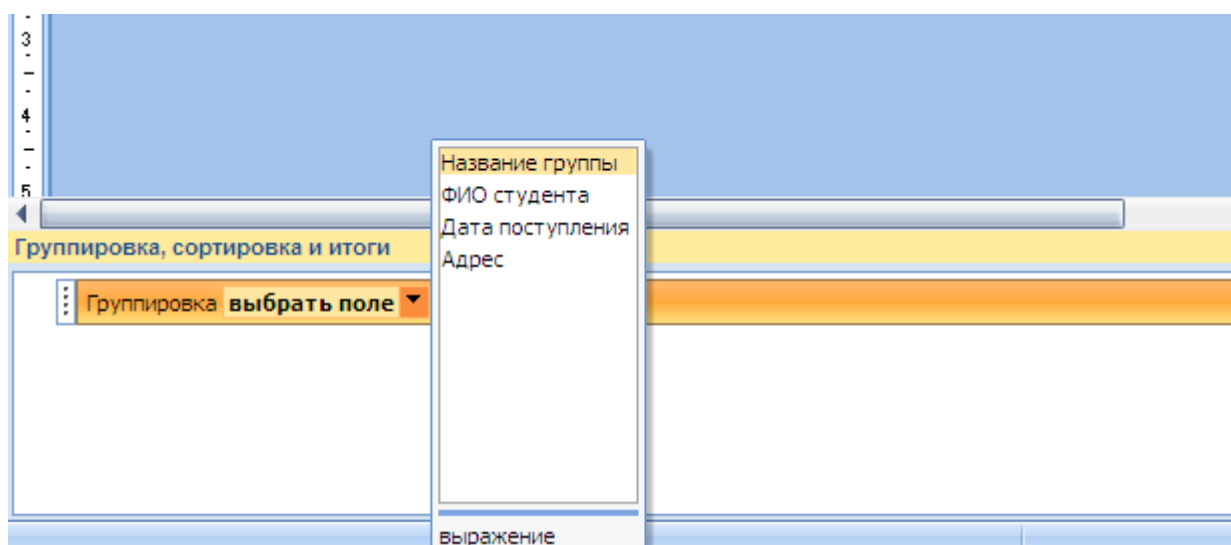 3
4
5
Название группы
ФИО студента
Дата поступления
Адрес
Группировка, сортировка и итоги
Группировка выбрать поле
выражение